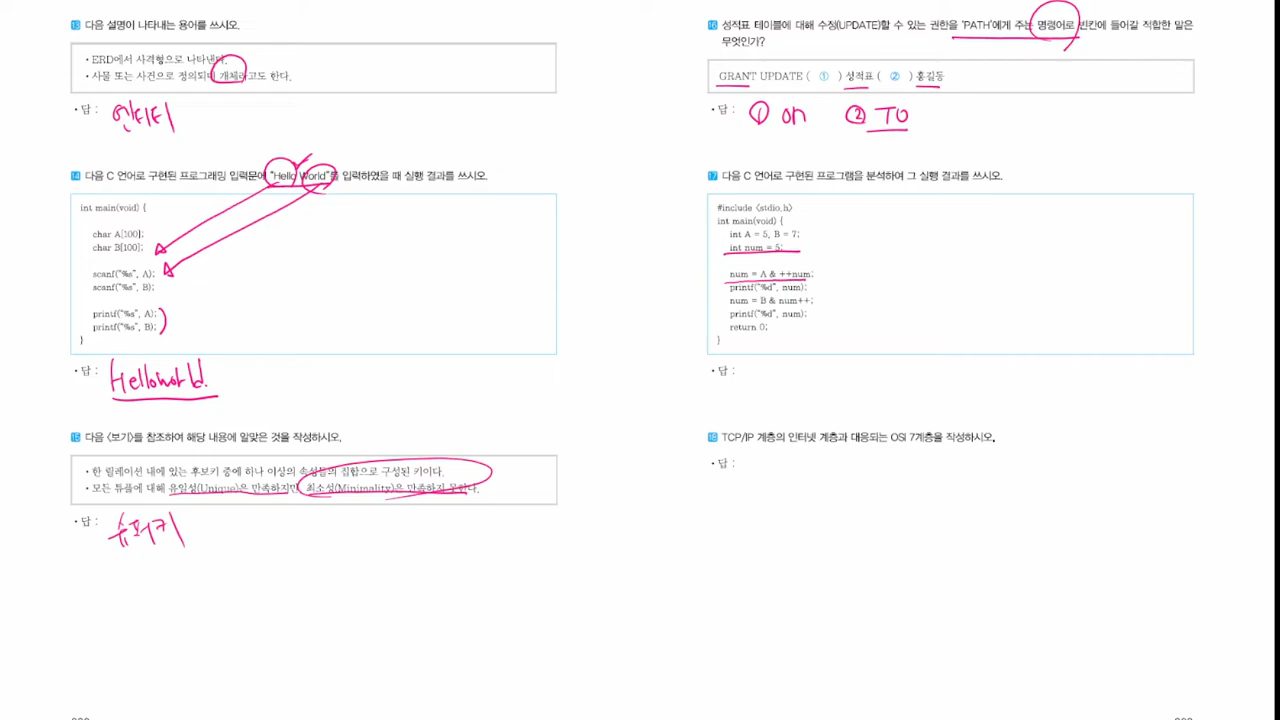 13 다음 설명이 나타내는 용어를 쓰시오.
• ERD에서 사각형으로 나타낸다.
• 사물 또는 사건으로 정의되며 개체라고도 한다.
• 답 : 엔티티
14 다음 C 언어로 구현된 프로그래밍 입력문에 "Hello World"를 입력하였을 때 실행 결과를 쓰시오.
int main(void) {
char A[100];
char B[100];
scanf("%s", A);
scanf("%s", B);
printf("%s", A);
printf("%s", B);
}
• 답 : Helloworld.
15 다음 〈보기〉를 참조하여 해당 내용에 알맞은 것을 작성하시오.
• 한 릴레이션 내에 있는 후보키 중에 하나 이상의 속성들의 집합으로 구성된 키이다.
• 모든 튜플에 대해 유일성(Unique)은 만족하지만 최소성(Minimality)은 만족하지 못한다.
• 답 : 슈퍼키
16 성적표 테이블에 대해 수정(UPDATE)할 수 있는 권한을 'PATH'에게 주는 명령어로 빈칸에 들어갈 적합한 말은
무엇인가?
GRANT UPDATE ( ① ) 성적표 ( ② ) 홍길동
• 답 : ① on ② TO
17 다음 C 언어로 구현된 프로그램을 분석하여 그 실행 결과를 쓰시오.
#include <stdio.h>
int main(void) {
int A = 5, B = 7;
int num = 5;
num = A & ++num;
printf("%d", num);
num = B & num++;
printf("%d", num);
return 0;
}
• 답 :
18 TCP/IP 계층의 인터넷 계층과 대응되는 OSI 7계층을 작성하시오.
• 답 :